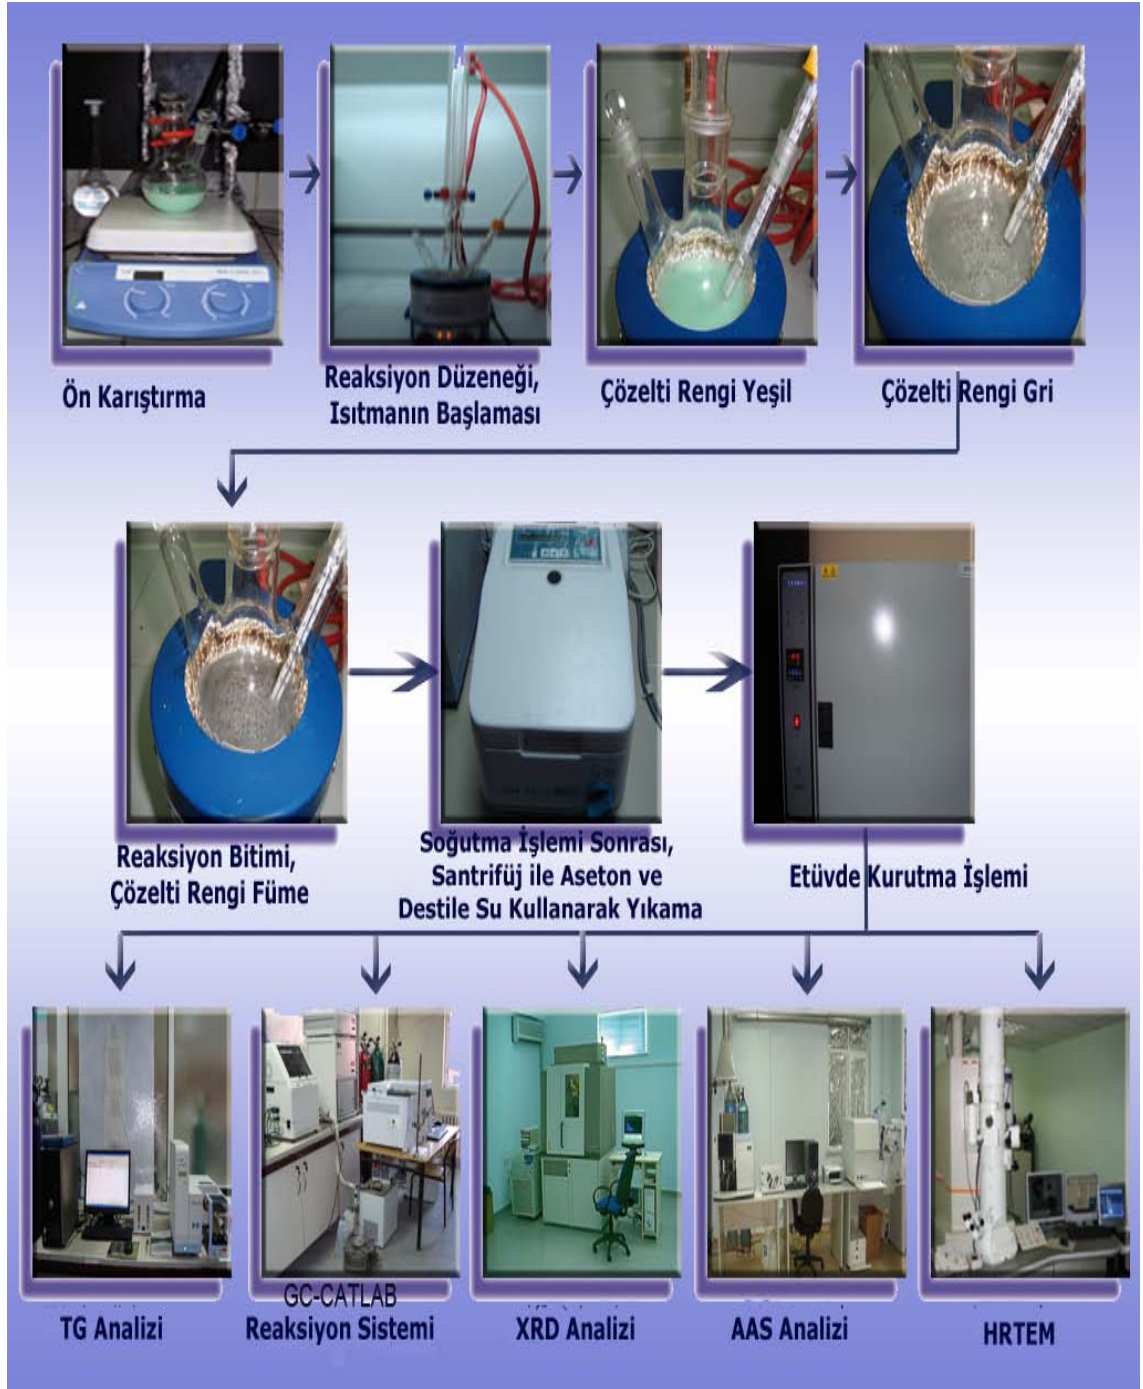 Ön Karıştırma
Reaksiyon Düzeneği,
Isıtmanın Başlaması
Çözelti Rengi Yeşil
Çözelti Rengi Gri
Reaksiyon Bitimi,
Çözelti Rengi Füme
Soğutma İşlemi Sonrası,
Santrifüj ile Aseton ve
Destile Su Kullanarak Yıkama
Etüvde Kurutma İşlemi
TG Analizi
GC-CATLAB
Reaksiyon Sistemi
XRD Analizi
AAS Analizi
HRTEM